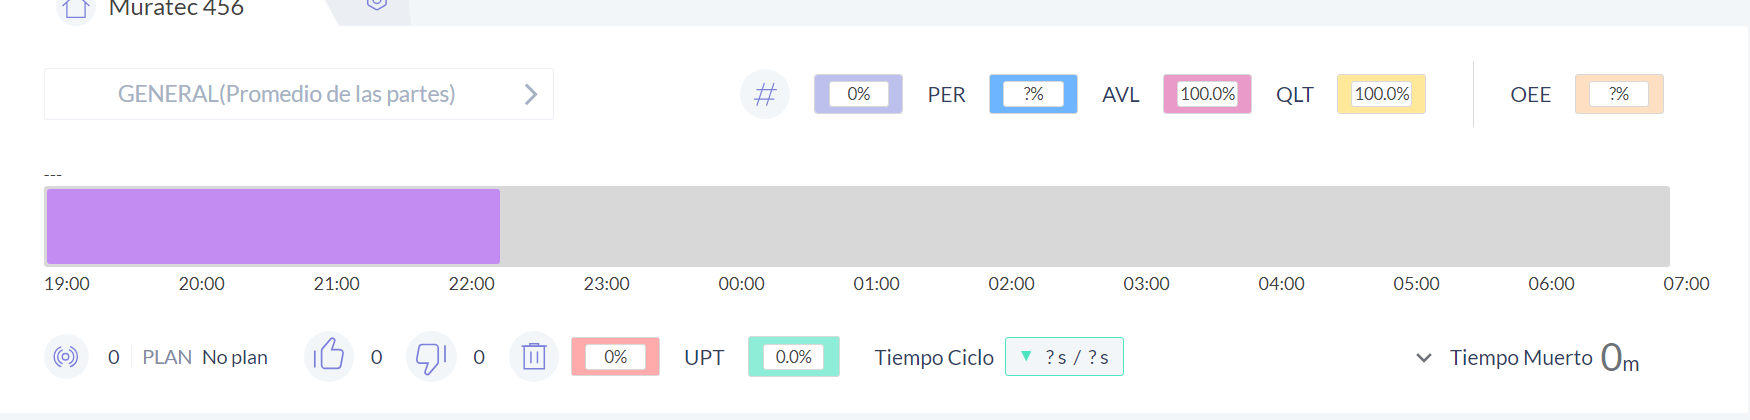 Muratec 456
GENERAL(Promedio de las partes)
# 0% PER ?% AVL 100.0% QLT 100.0% OEE ?%
---
19:00 20:00 21:00 22:00 23:00 00:00 01:00 02:00 03:00 04:00 05:00 06:00 07:00
0 PLAN No plan 0 0 0% UPT 0.0% Tiempo Ciclo ▼ ?s / ?s Tiempo Muerto 0m